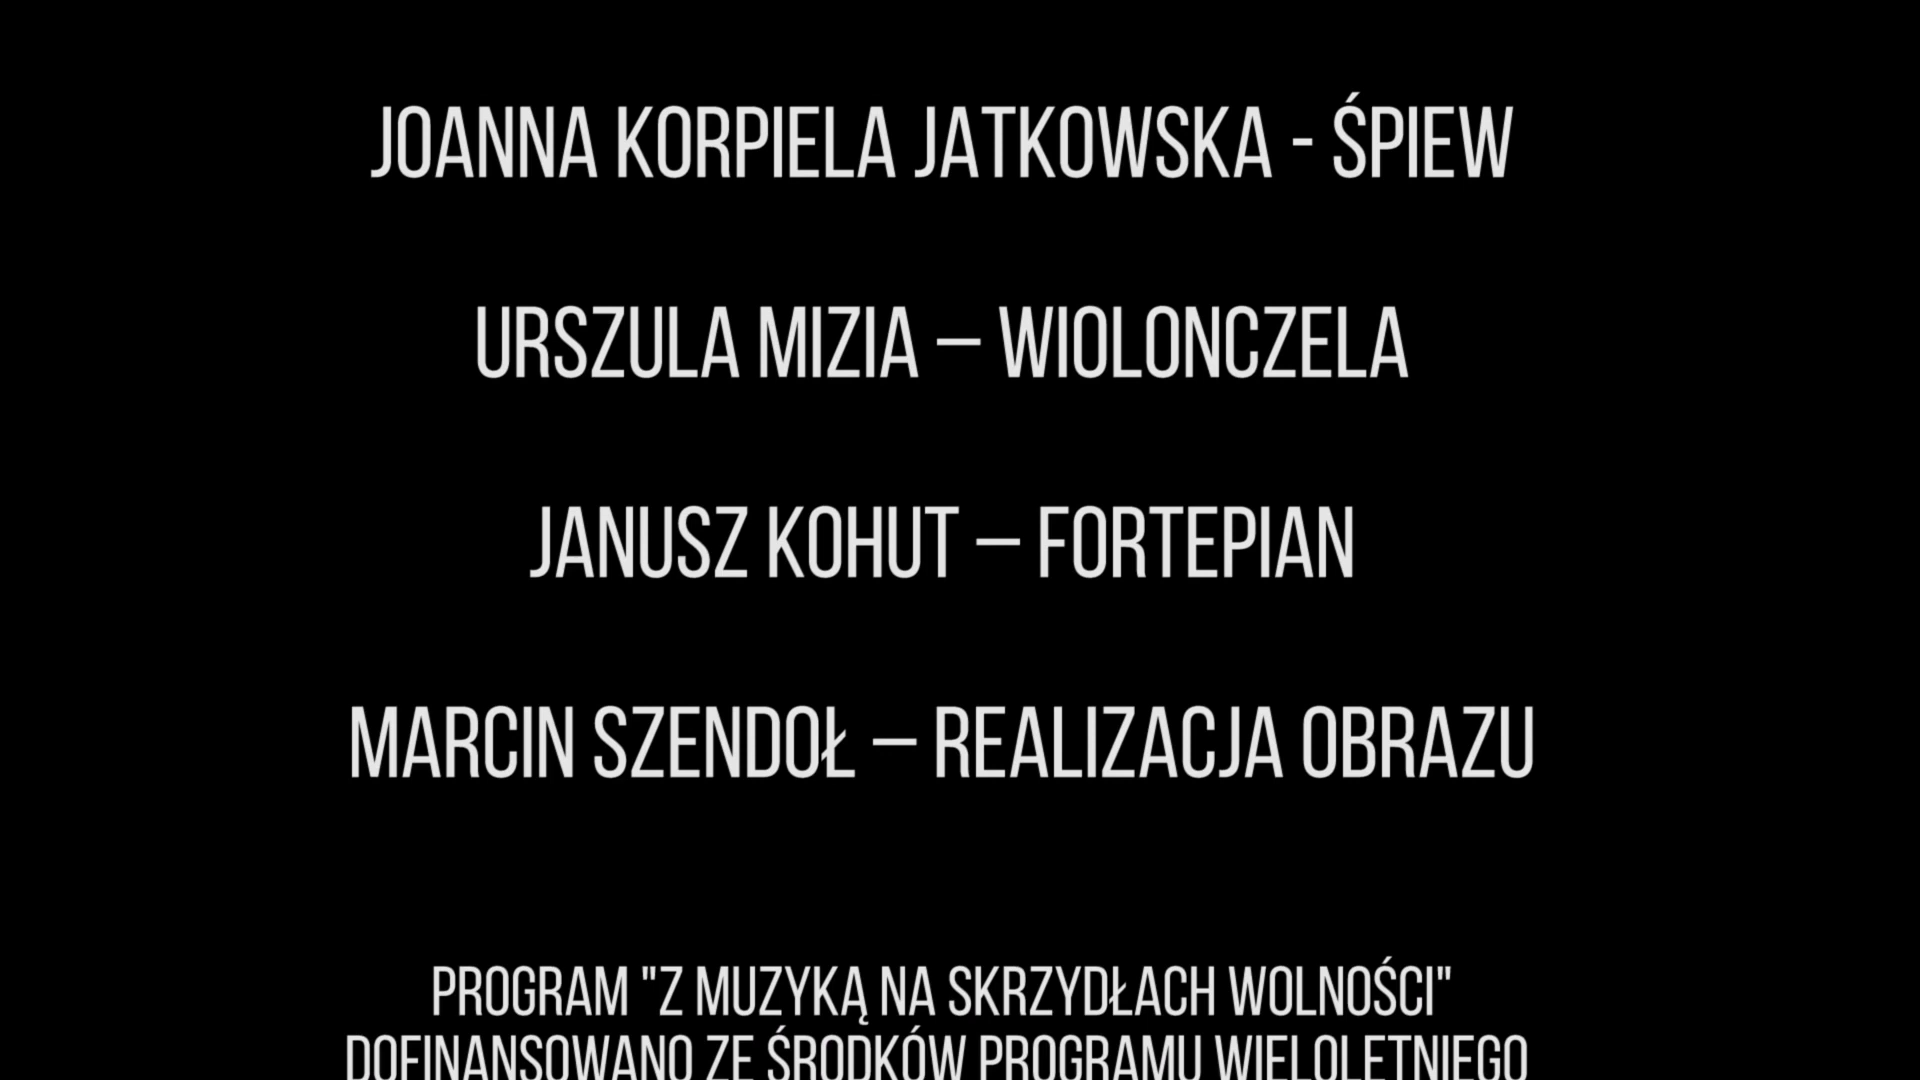 JOANNA KORPIELA JATKOWSKA - ŚPIEW
URSZULA MIZIA – WIOLONCZELA
JANUSZ KOHUT – FORTEPIAN
MARCIN SZENDOŁ – REALIZACJA OBRAZU
PROGRAM "Z MUZYKĄ NA SKRZYDŁACH WOLNOŚCI"
DOFINANSOWANO ZE ŚRODKÓW PROGRAMU WIELOLETNIEGO